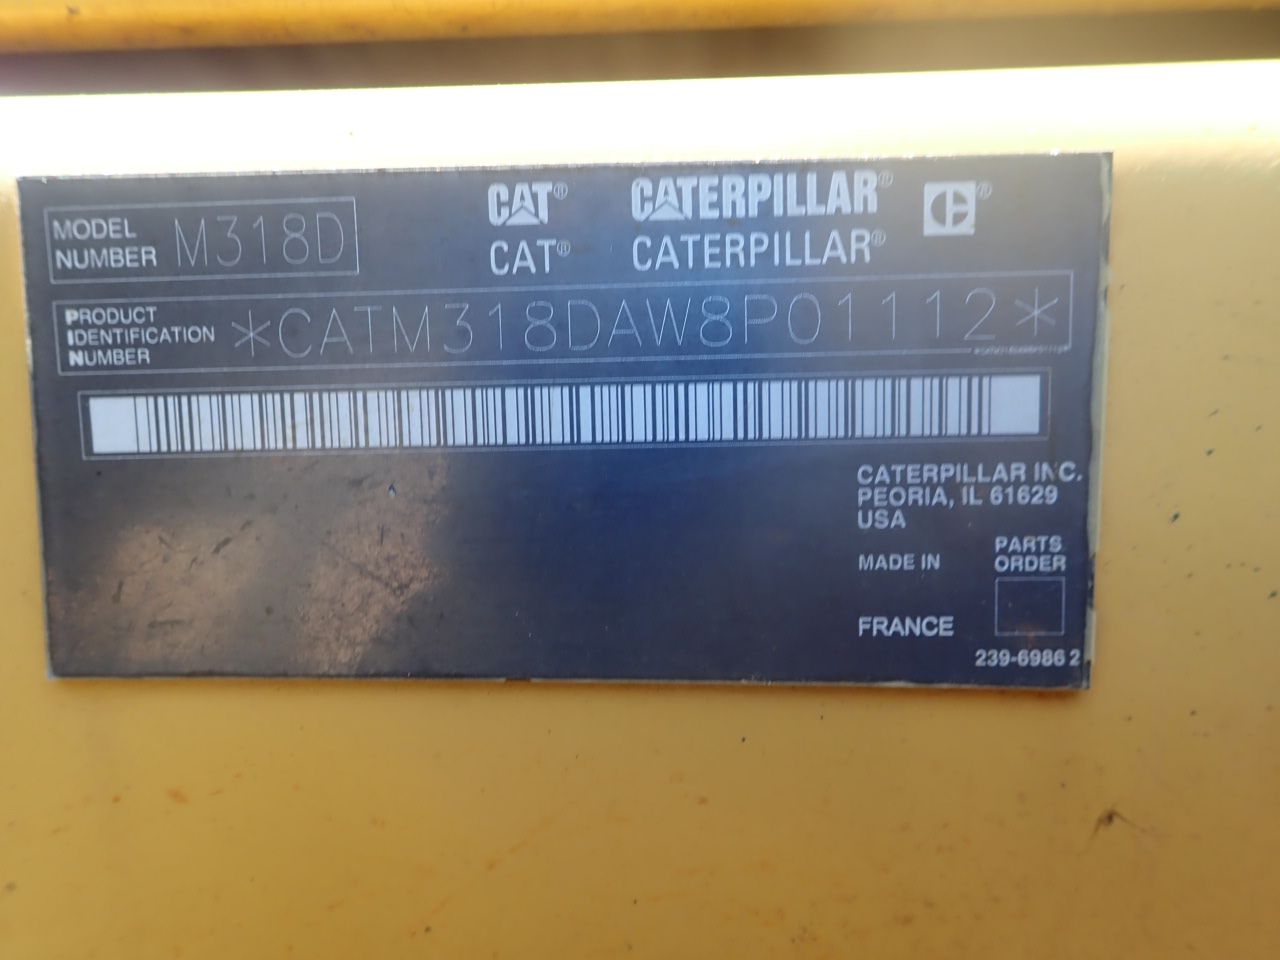 MODEL NUMBER M318D
CAT® CATERPILLAR® CE®
CAT® CATERPILLAR®
PRODUCT
IDENTIFICATION
NUMBER
*CATM318DAW8P01112*
CATERPILLAR INC.
PEORIA, IL 61629
USA
MADE IN
FRANCE
PARTS
ORDER
239-6986 2